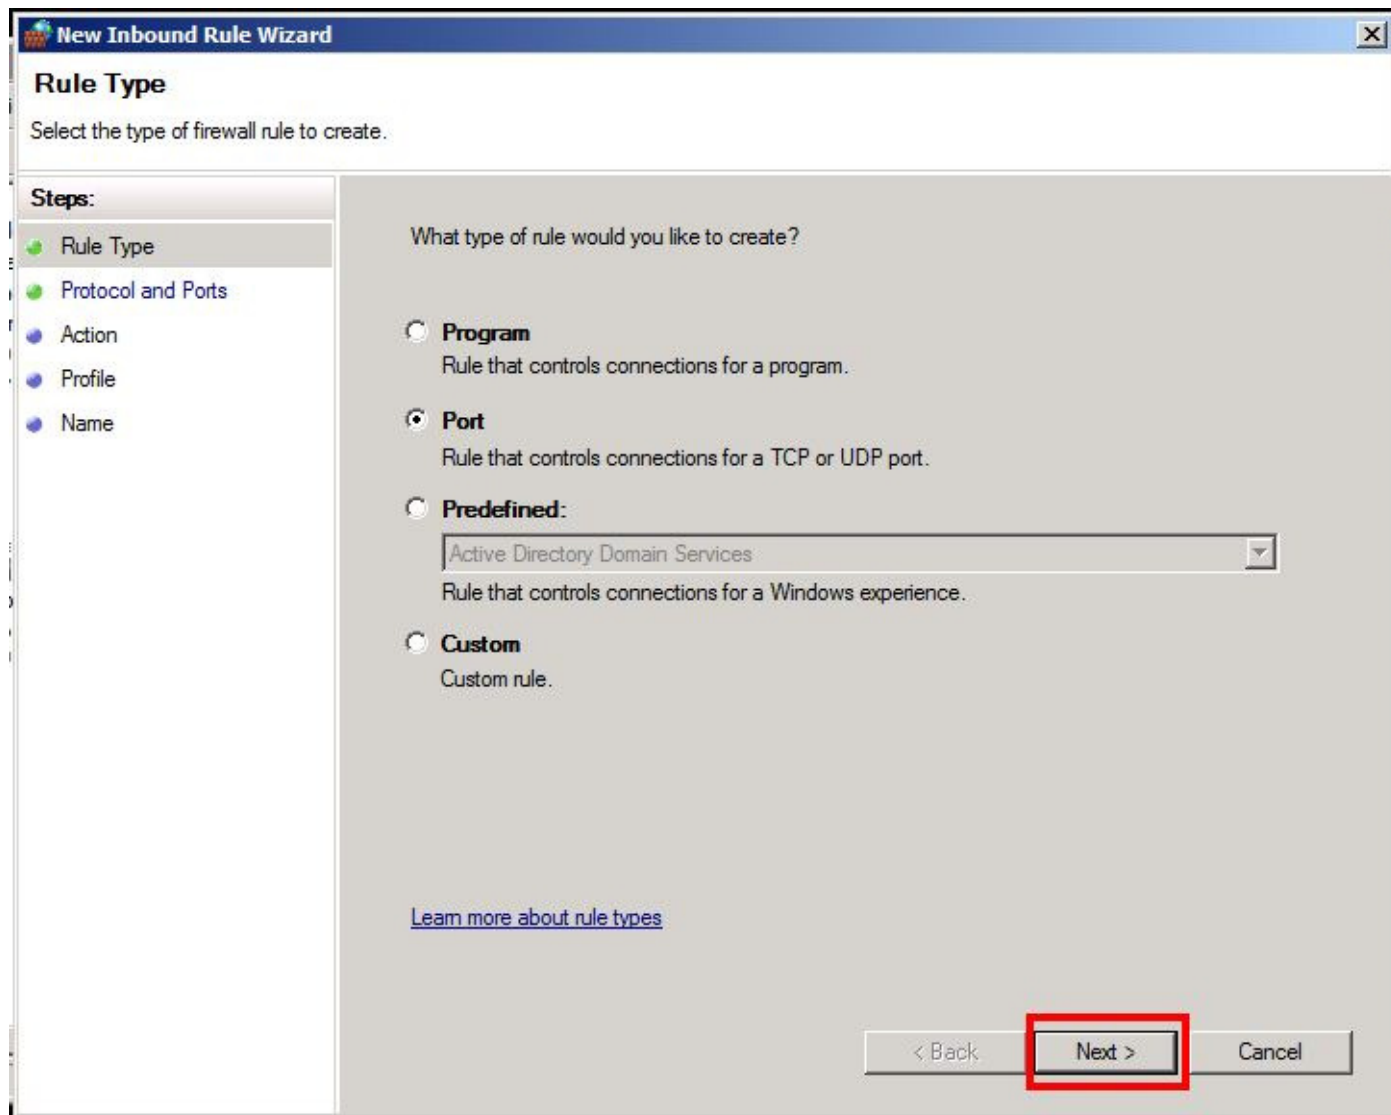 New Inbound Rule Wizard
Rule Type
Select the type of firewall rule to create.
Steps:
Rule Type
Protocol and Ports
Action
Profile
Name
What type of rule would you like to create?
Program
Rule that controls connections for a program.
Port
Rule that controls connections for a TCP or UDP port.
Predefined:
Active Directory Domain Services
Rule that controls connections for a Windows experience.
Custom
Custom rule.
Learn more about rule types
< Back
Next >
Cancel